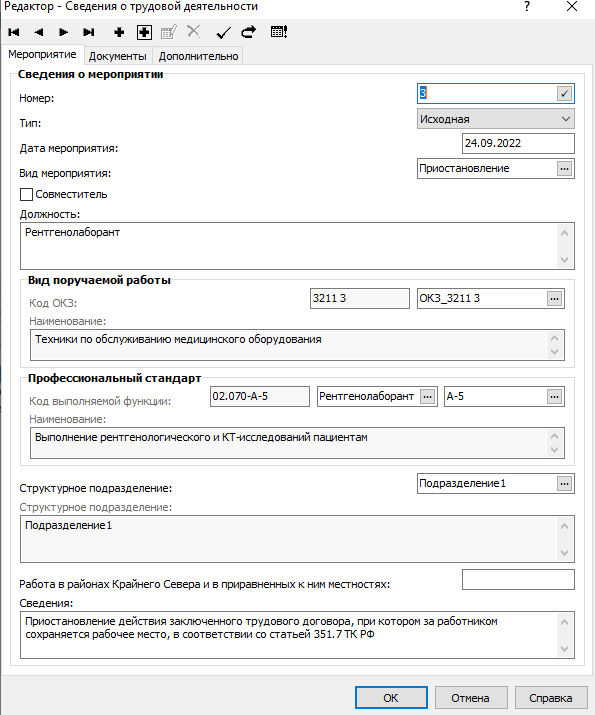 Редактор - Сведения о трудовой деятельности
Мероприятие Документы Дополнительно
Сведения о мероприятии
Номер: 3
Тип: Исходная
Дата мероприятия: 24.09.2022
Вид мероприятия: Приостановление ...
Совместитель
Должность:
Рентгенолаборант
Вид поручаемой работы
Код ОКЗ: 3211 3 ОКЗ_3211 3 ...
Наименование:
Техники по обслуживанию медицинского оборудования
Профессиональный стандарт
Код выполняемой функции: 02.070-A-5 Рентгенолаборант ... A-5 ...
Наименование:
Выполнение рентгенологического и КТ-исследований пациентам
Структурное подразделение: Подразделение1 ...
Структурное подразделение:
Подразделение1
Работа в районах Крайнего Севера и в приравненных к ним местностях:
Сведения:
Приостановление действия заключенного трудового договора, при котором за работником
сохраняется рабочее место, в соответствии со статьей 351.7 ТК РФ
ОК Отмена Справка